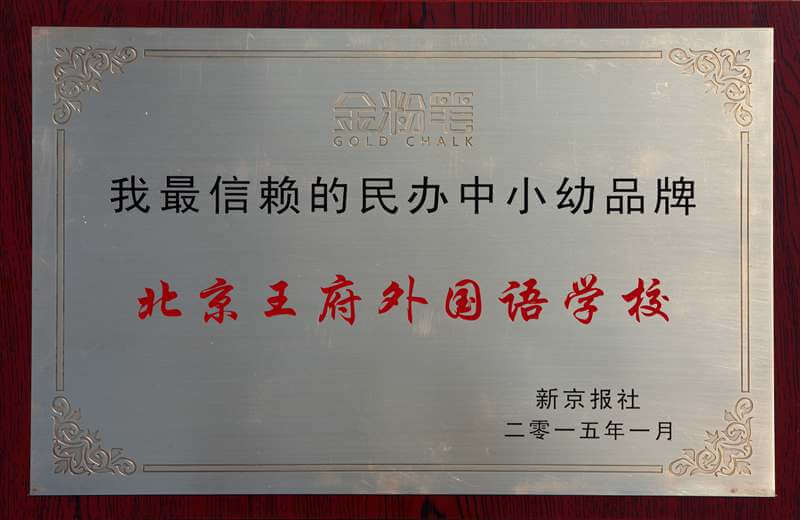 金粉笔
GOLD CHALK
我最信赖的民办中小幼品牌
北京王府外国语学校
新京报社
二零一五年一月